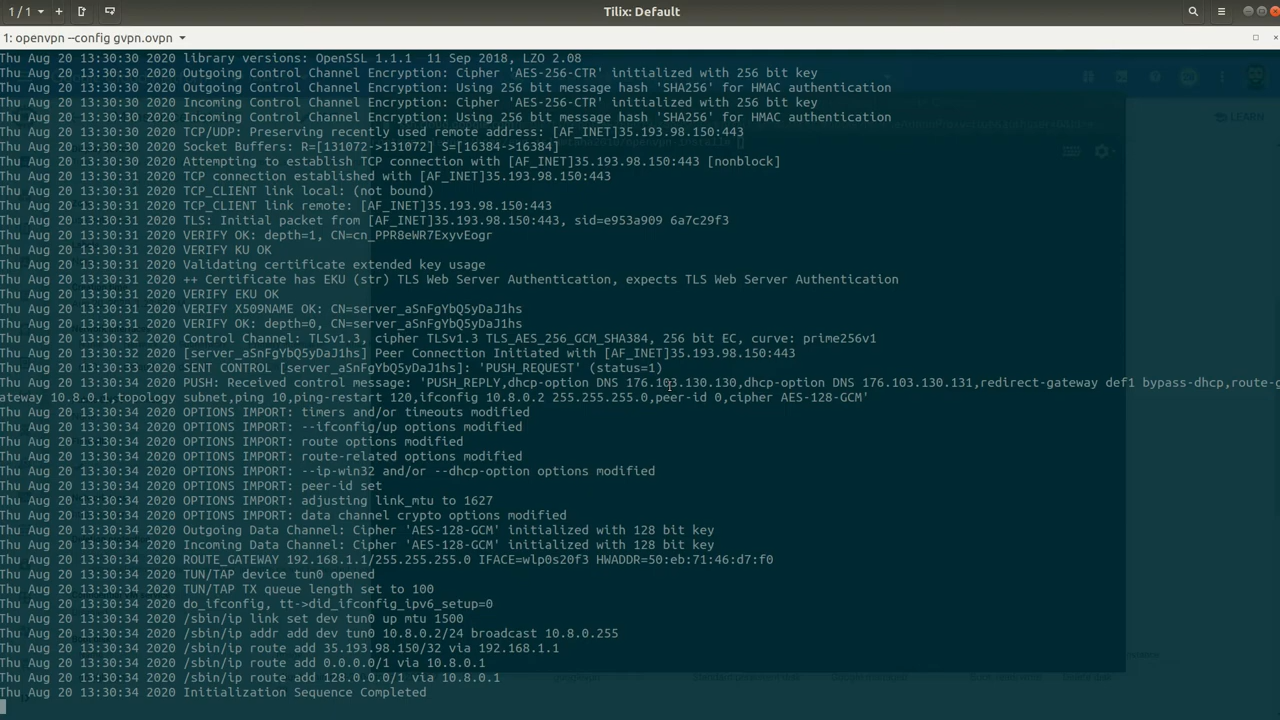 1 / 1
Tilix: Default
1: openvpn --config gvpn.ovpn
Thu Aug 20 13:30:30 2020 library versions: OpenSSL 1.1.1  11 Sep 2018, LZO 2.08
Thu Aug 20 13:30:30 2020 Outgoing Control Channel Encryption: Cipher 'AES-256-CTR' initialized with 256 bit key
Thu Aug 20 13:30:30 2020 Outgoing Control Channel Encryption: Using 256 bit message hash 'SHA256' for HMAC authentication
Thu Aug 20 13:30:30 2020 Incoming Control Channel Encryption: Cipher 'AES-256-CTR' initialized with 256 bit key
Thu Aug 20 13:30:30 2020 Incoming Control Channel Encryption: Using 256 bit message hash 'SHA256' for HMAC authentication
Thu Aug 20 13:30:30 2020 TCP/UDP: Preserving recently used remote address: [AF_INET]35.193.98.150:443
Thu Aug 20 13:30:30 2020 Socket Buffers: R=[131072->131072] S=[16384->16384]
Thu Aug 20 13:30:30 2020 Attempting to establish TCP connection with [AF_INET]35.193.98.150:443 [nonblock]
Thu Aug 20 13:30:31 2020 TCP connection established with [AF_INET]35.193.98.150:443
Thu Aug 20 13:30:31 2020 TCP_CLIENT link local: (not bound)
Thu Aug 20 13:30:31 2020 TCP_CLIENT link remote: [AF_INET]35.193.98.150:443
Thu Aug 20 13:30:31 2020 TLS: Initial packet from [AF_INET]35.193.98.150:443, sid=e953a909 6a7c29f3
Thu Aug 20 13:30:31 2020 VERIFY OK: depth=1, CN=cn_PPR8eWR7ExyvEogr
Thu Aug 20 13:30:31 2020 VERIFY KU OK
Thu Aug 20 13:30:31 2020 Validating certificate extended key usage
Thu Aug 20 13:30:31 2020 ++ Certificate has EKU (str) TLS Web Server Authentication, expects TLS Web Server Authentication
Thu Aug 20 13:30:31 2020 VERIFY EKU OK
Thu Aug 20 13:30:31 2020 VERIFY X509NAME OK: CN=server_aSnFgYbQ5yDaJ1hs
Thu Aug 20 13:30:31 2020 VERIFY OK: depth=0, CN=server_aSnFgYbQ5yDaJ1hs
Thu Aug 20 13:30:32 2020 Control Channel: TLSv1.3, cipher TLSv1.3 TLS_AES_256_GCM_SHA384, 256 bit EC, curve: prime256v1
Thu Aug 20 13:30:32 2020 [server_aSnFgYbQ5yDaJ1hs] Peer Connection Initiated with [AF_INET]35.193.98.150:443
Thu Aug 20 13:30:33 2020 SENT CONTROL [server_aSnFgYbQ5yDaJ1hs]: 'PUSH_REQUEST' (status=1)
Thu Aug 20 13:30:34 2020 PUSH: Received control message: 'PUSH_REPLY,dhcp-option DNS 176.103.130.130,dhcp-option DNS 176.103.130.131,redirect-gateway def1 bypass-dhcp,route-g
ateway 10.8.0.1,topology subnet,ping 10,ping-restart 120,ifconfig 10.8.0.2 255.255.255.0,peer-id 0,cipher AES-128-GCM'
Thu Aug 20 13:30:34 2020 OPTIONS IMPORT: timers and/or timeouts modified
Thu Aug 20 13:30:34 2020 OPTIONS IMPORT: --ifconfig/up options modified
Thu Aug 20 13:30:34 2020 OPTIONS IMPORT: route options modified
Thu Aug 20 13:30:34 2020 OPTIONS IMPORT: route-related options modified
Thu Aug 20 13:30:34 2020 OPTIONS IMPORT: --ip-win32 and/or --dhcp-option options modified
Thu Aug 20 13:30:34 2020 OPTIONS IMPORT: peer-id set
Thu Aug 20 13:30:34 2020 OPTIONS IMPORT: adjusting link_mtu to 1627
Thu Aug 20 13:30:34 2020 OPTIONS IMPORT: data channel crypto options modified
Thu Aug 20 13:30:34 2020 Outgoing Data Channel: Cipher 'AES-128-GCM' initialized with 128 bit key
Thu Aug 20 13:30:34 2020 Incoming Data Channel: Cipher 'AES-128-GCM' initialized with 128 bit key
Thu Aug 20 13:30:34 2020 ROUTE_GATEWAY 192.168.1.1/255.255.255.0 IFACE=wlp0s20f3 HWADDR=50:eb:71:46:d7:f0
Thu Aug 20 13:30:34 2020 TUN/TAP device tun0 opened
Thu Aug 20 13:30:34 2020 TUN/TAP TX queue length set to 100
Thu Aug 20 13:30:34 2020 do_ifconfig, tt->did_ifconfig_ipv6_setup=0
Thu Aug 20 13:30:34 2020 /sbin/ip link set dev tun0 up mtu 1500
Thu Aug 20 13:30:34 2020 /sbin/ip addr add dev tun0 10.8.0.2/24 broadcast 10.8.0.255
Thu Aug 20 13:30:34 2020 /sbin/ip route add 35.193.98.150/32 via 192.168.1.1
Thu Aug 20 13:30:34 2020 /sbin/ip route add 0.0.0.0/1 via 10.8.0.1
Thu Aug 20 13:30:34 2020 /sbin/ip route add 128.0.0.0/1 via 10.8.0.1
Thu Aug 20 13:30:34 2020 Initialization Sequence Completed
LEARN